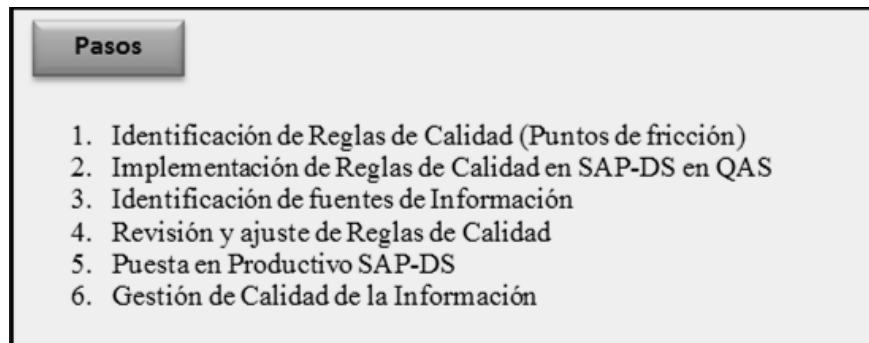 Pasos
1. Identificación de Reglas de Calidad (Puntos de fricción)
2. Implementación de Reglas de Calidad en SAP-DS en QAS
3. Identificación de fuentes de Información
4. Revisión y ajuste de Reglas de Calidad
5. Puesta en Productivo SAP-DS
6. Gestión de Calidad de la Información